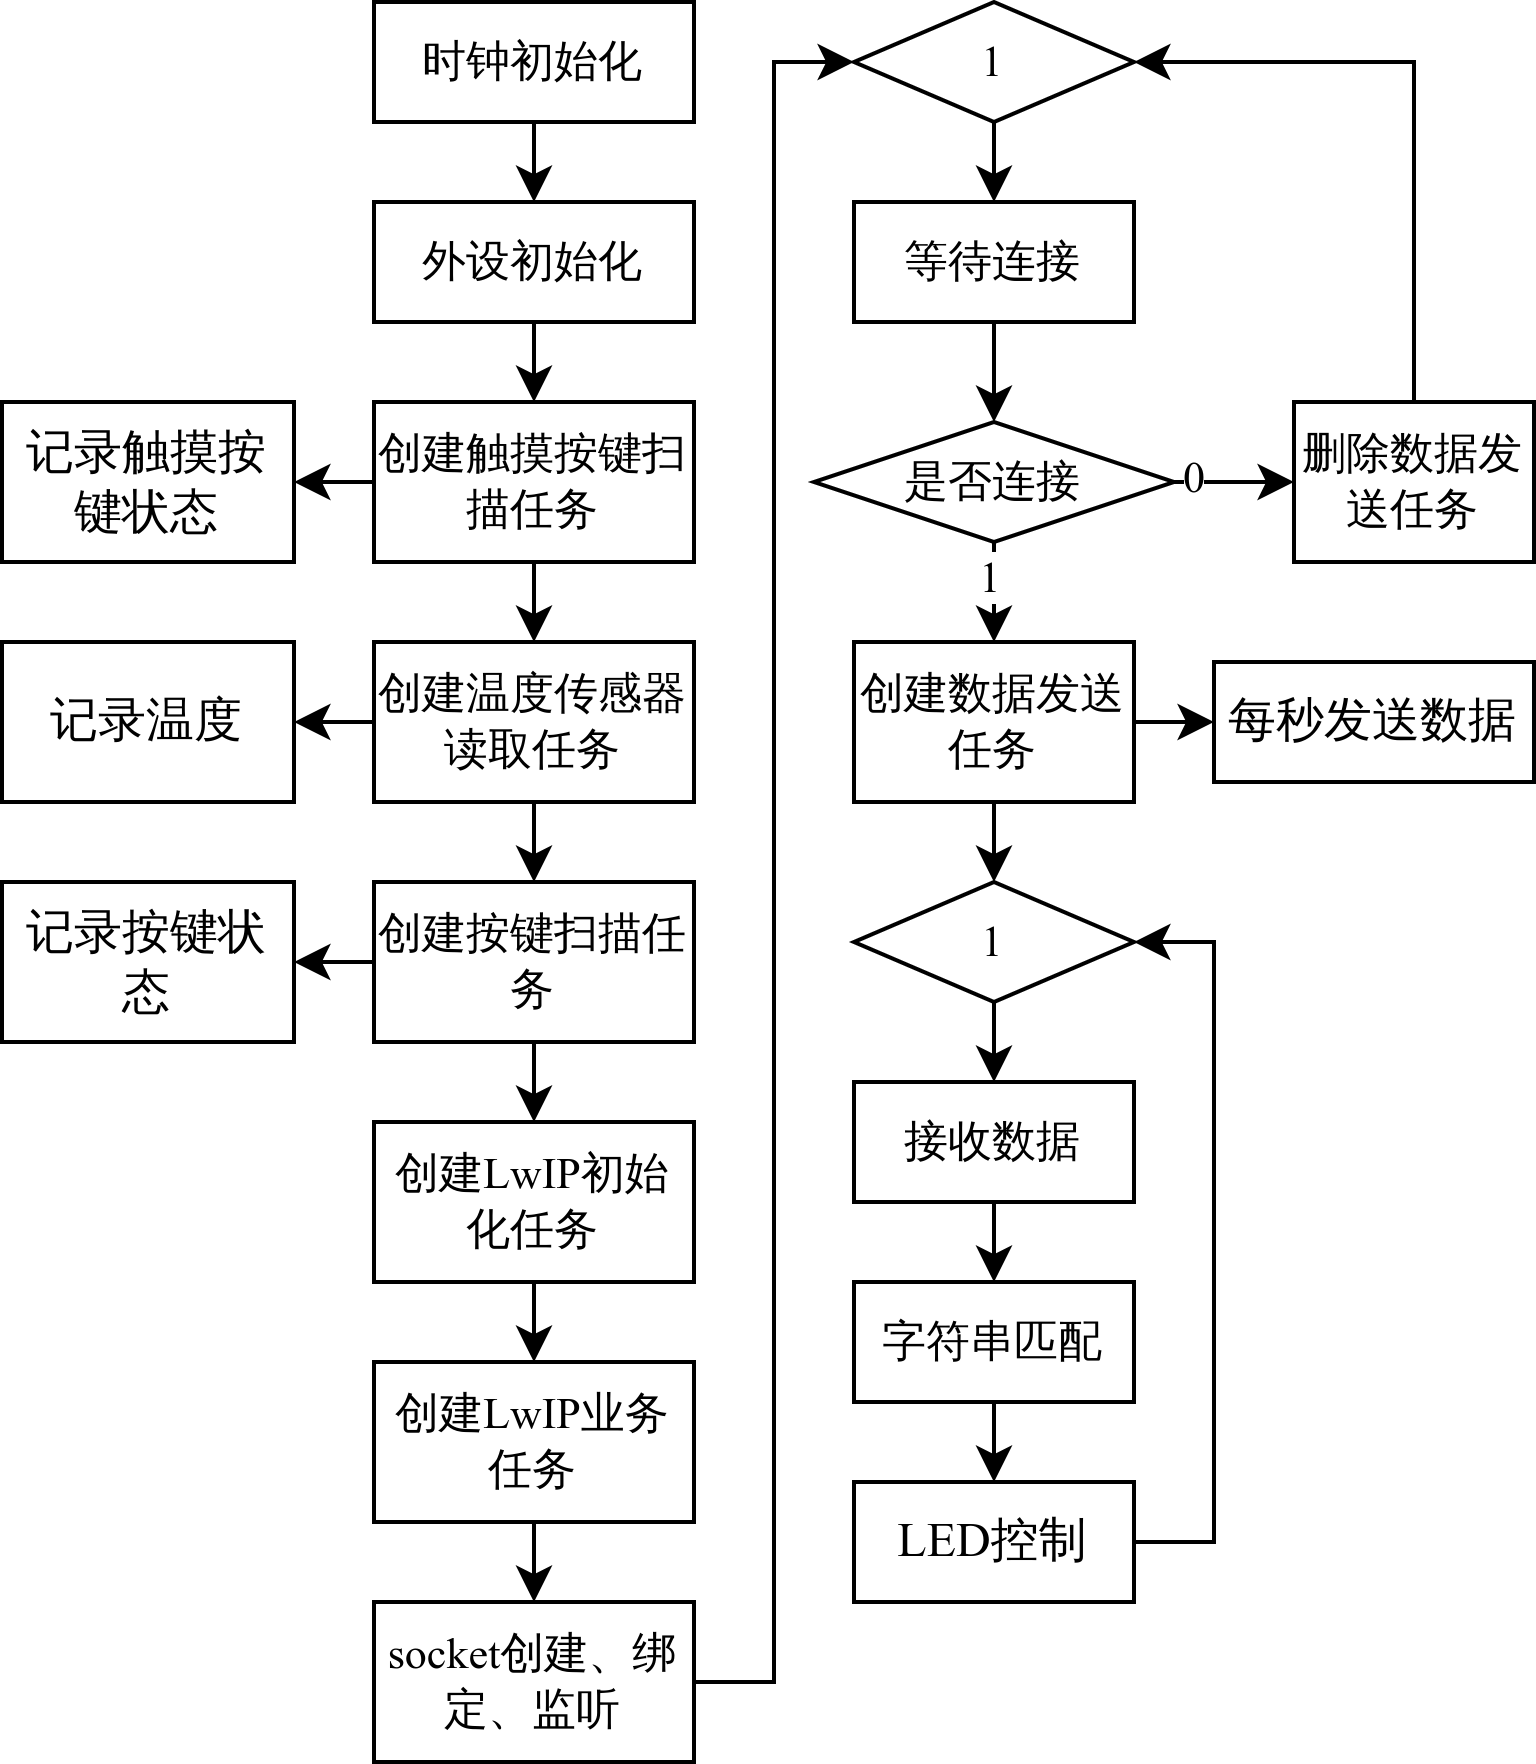 时钟初始化
外设初始化
记录触摸按
键状态
创建触摸按键扫
描任务
记录温度
创建温度传感器
读取任务
记录按键状
态
创建按键扫描任
务
创建LwIP初始
化任务
创建LwIP业务
任务
socket创建、绑
定、监听
1
等待连接
是否连接
0
删除数据发
送任务
1
创建数据发送
任务
每秒发送数据
1
接收数据
字符串匹配
LED控制